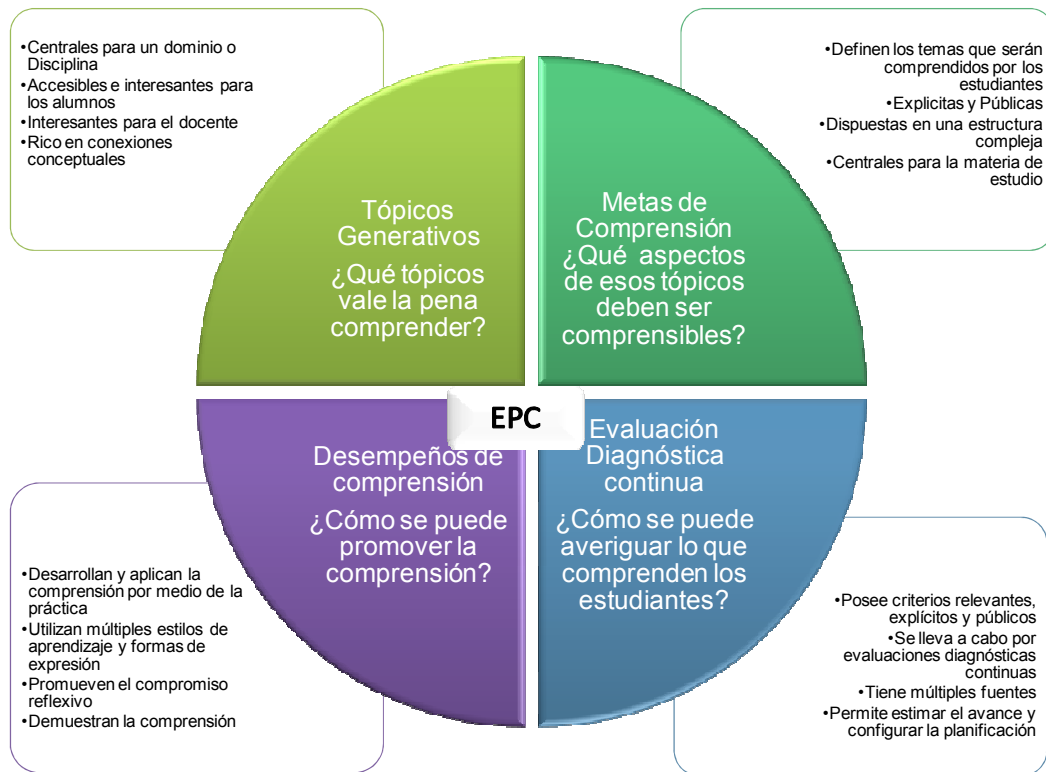 •Centrales para un dominio o
Disciplina
•Accesibles e interesantes para
los alumnos
•Interesantes para el docente
•Rico en conexiones
conceptuales
•Definen los temas que serán
comprendidos por los
estudiantes
•Explicitas y Públicas
•Dispuestas en una estructura
compleja
•Centrales para la materia de
estudio
Tópicos
Generativos
¿Qué tópicos
vale la pena
comprender?
Metas de
Comprensión
¿Qué aspectos
de esos tópicos
deben ser
comprensibles?
EPC
Desempeños de
comprensión
¿Cómo se puede
promover la
comprensión?
Evaluación
Diagnóstica
continua
¿Cómo se puede
averiguar lo que
comprenden los
estudiantes?
•Desarrollan y aplican la
comprensión por medio de la
práctica
•Utilizan múltiples estilos de
aprendizaje y formas de
expresión
•Promueven el compromiso
reflexivo
•Demuestran la comprensión
•Posee criterios relevantes,
explícitos y públicos
•Se lleva a cabo por
evaluaciones diagnósticas
continuas
•Tiene múltiples fuentes
•Permite estimar el avance y
configurar la planificación